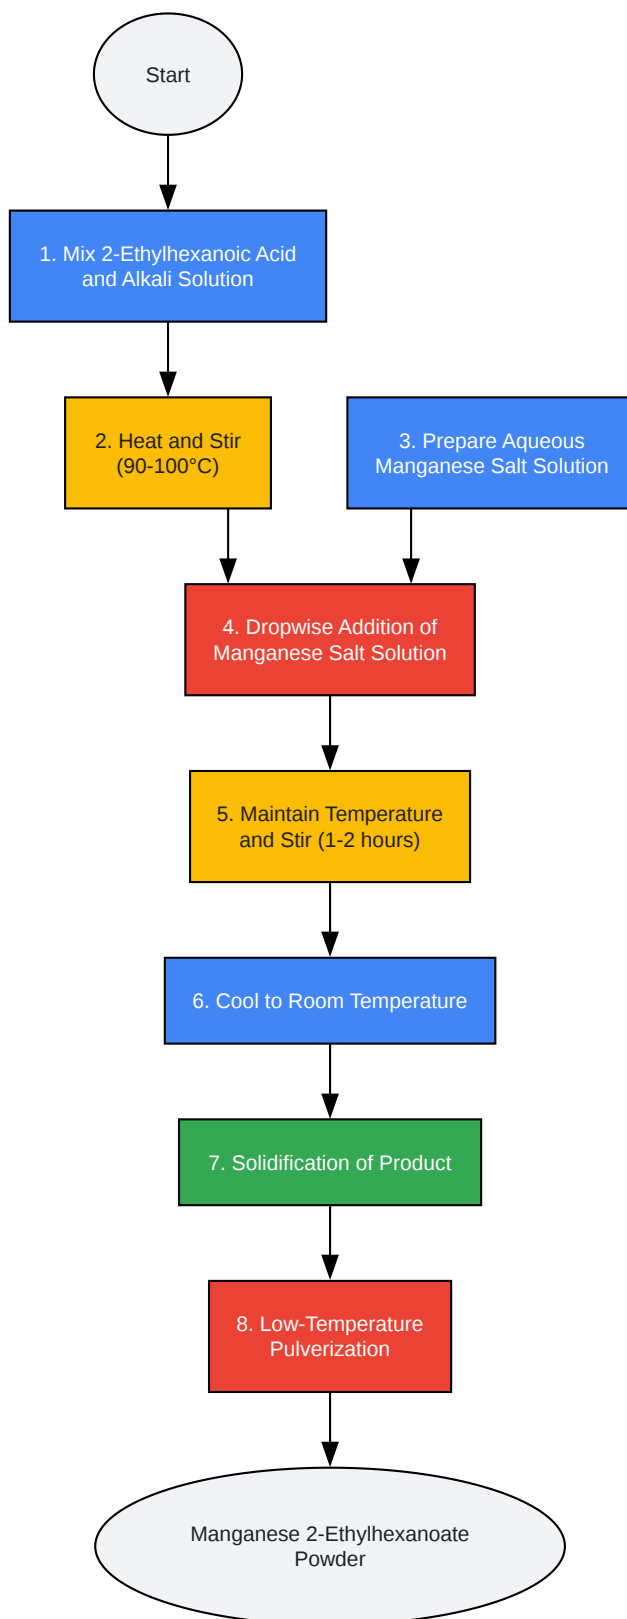 Start
1. Mix 2-Ethylhexanoic Acid
and Alkali Solution
2. Heat and Stir
(90-100°C)
3. Prepare Aqueous
Manganese Salt Solution
4. Dropwise Addition of
Manganese Salt Solution
5. Maintain Temperature
and Stir (1-2 hours)
6. Cool to Room Temperature
7. Solidification of Product
8. Low-Temperature
Pulverization
Manganese 2-Ethylhexanoate
Powder